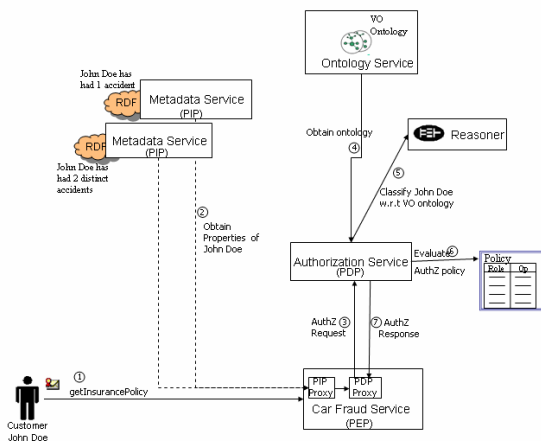 VO
Ontology
Ontology Service
John Doe has
had 1 accident
RDF
Metadata Service
(PIP)
RDF
Metadata Service
(PIP)
John Doe has
had 2 distinct
accidents
Obtain ontology
④
Reasoner
⑤
Classify John Doe
w.r.t VO ontology
②
Obtain
Properties of
John Doe
Authorization Service
(PDP)
Evaluate ⑥
AuthZ policy
Policy
Role Op
AuthZ ③
Request
⑦ AuthZ
Response
①
getInsurancePolicy
PIP
Proxy
PDP
Proxy
Car Fraud Service
(PEP)
Customer
John Doe